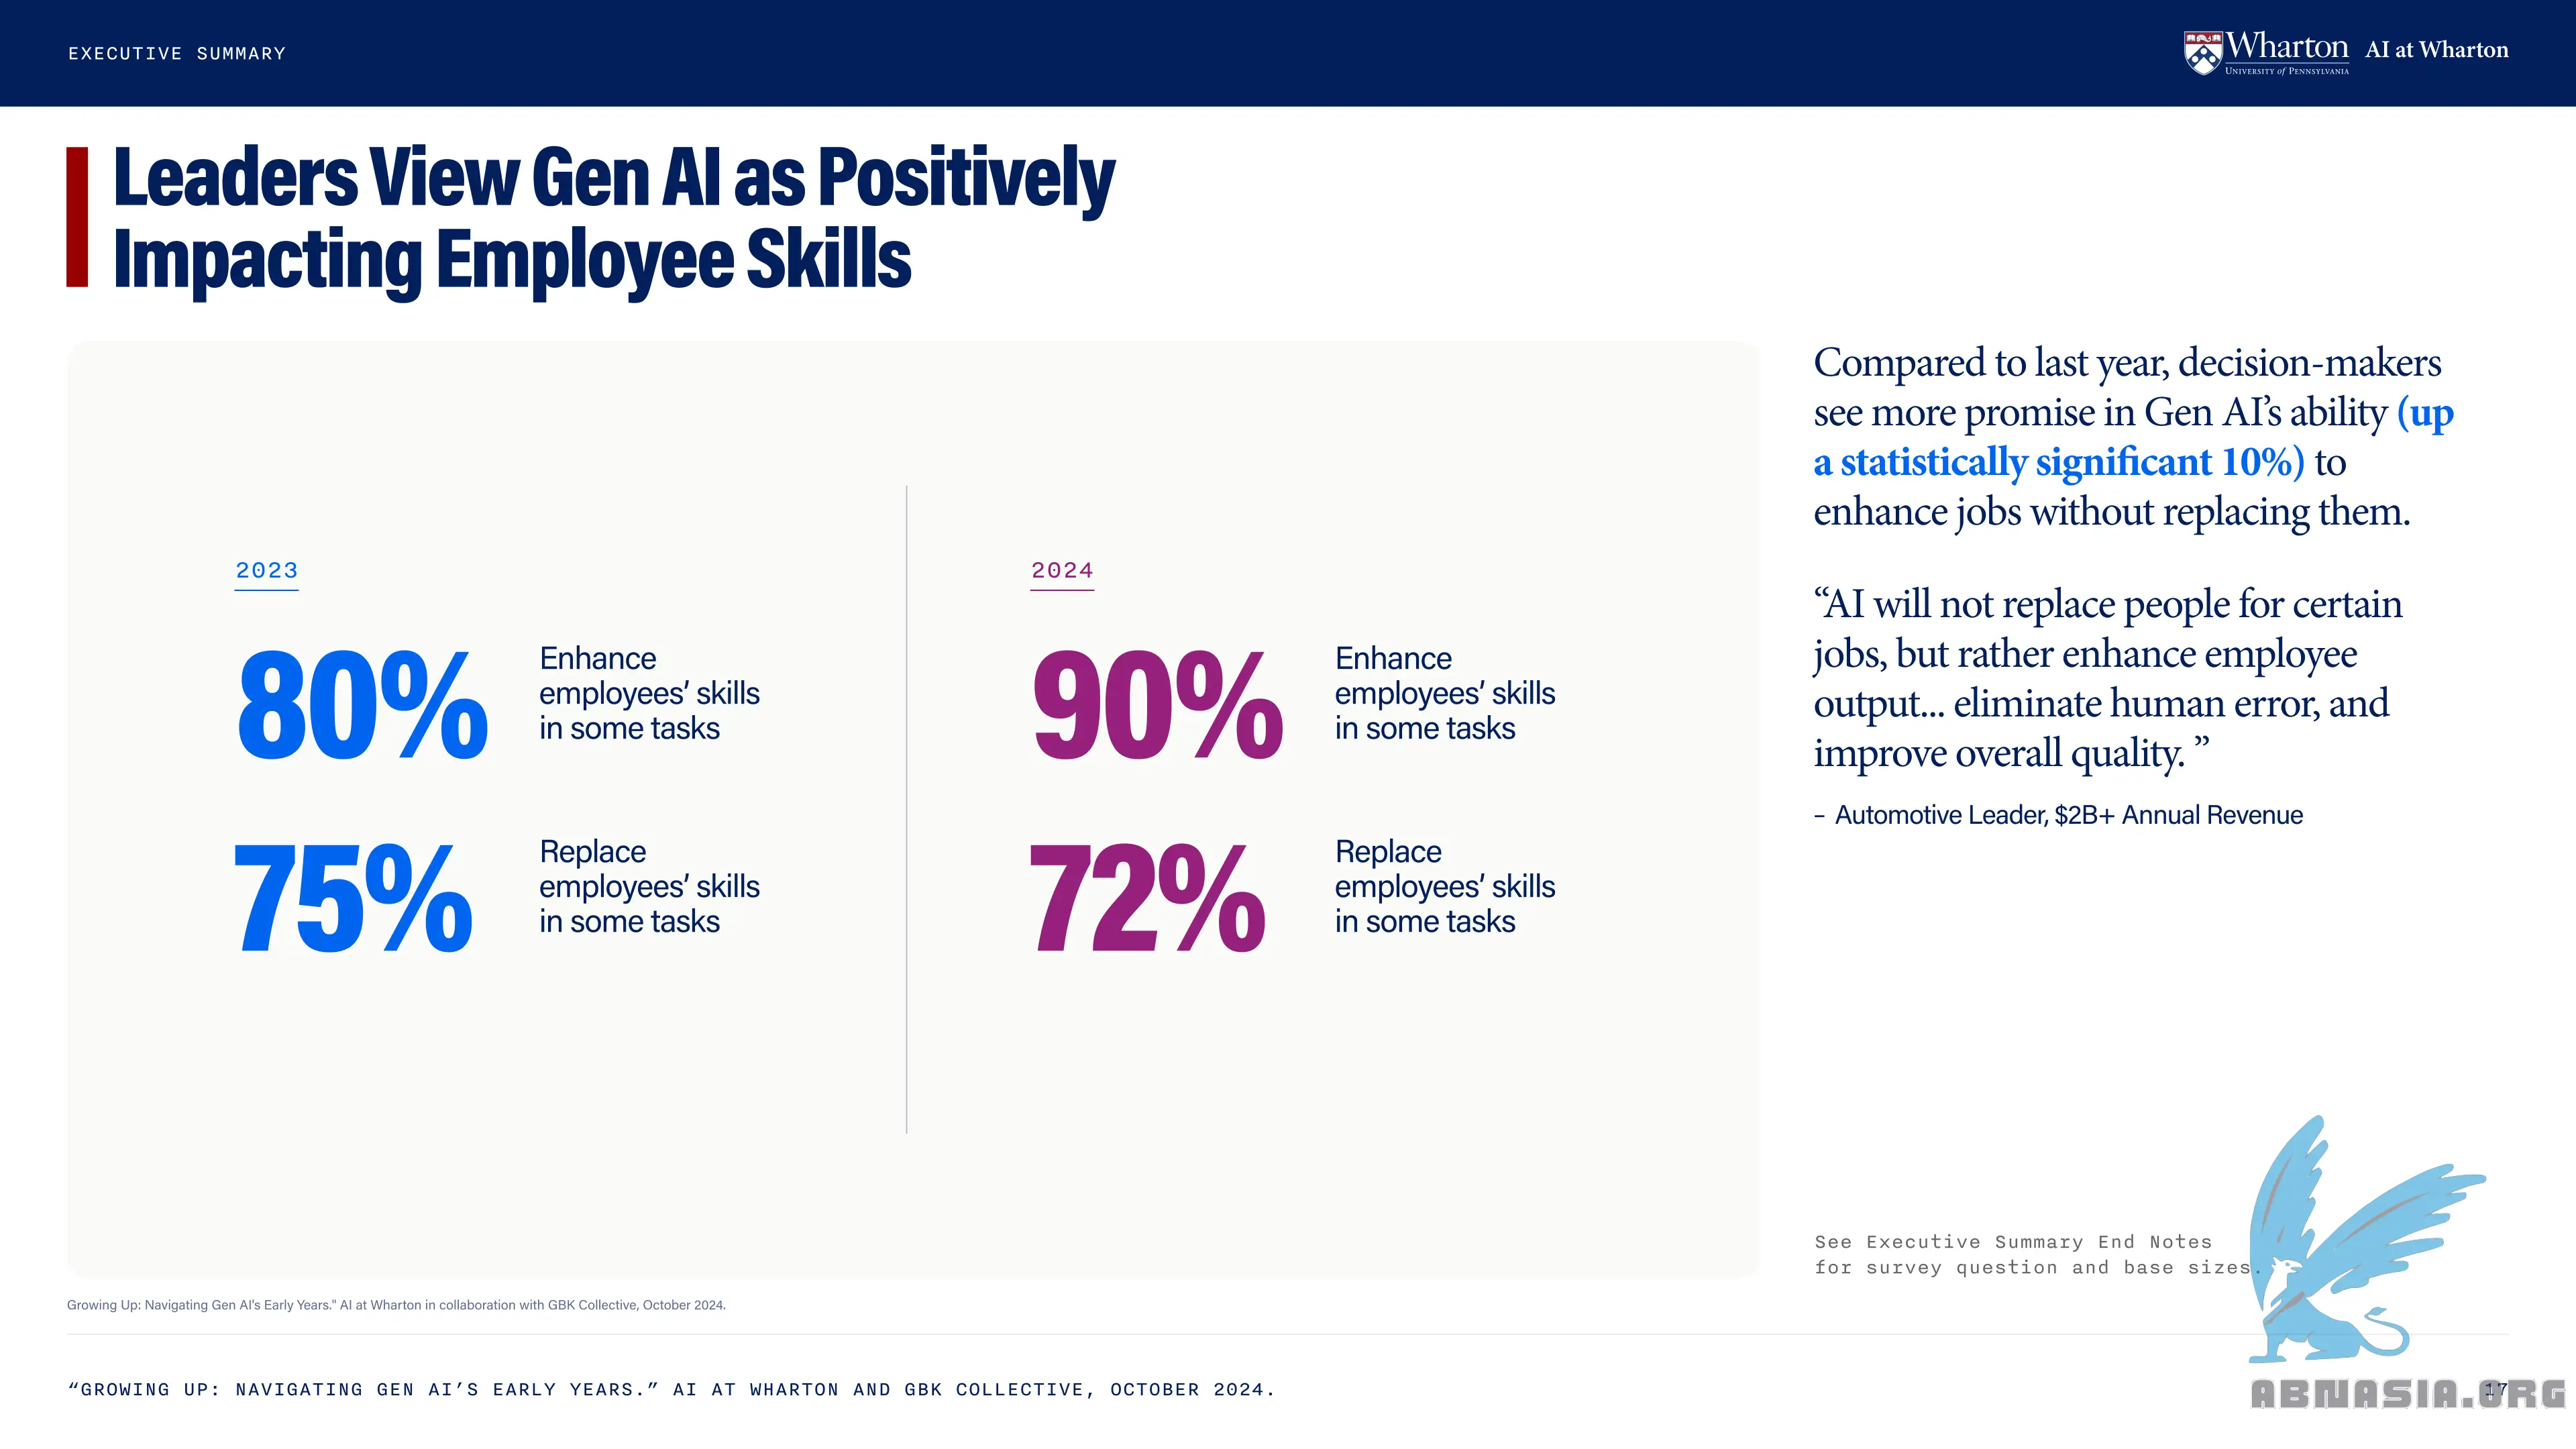 EXECUTIVE SUMMARY
Wharton
UNIVERSITY of PENNSYLVANIA
AI at Wharton
Leaders View Gen AI as Positively
Impacting Employee Skills
2023
80%
Enhance
employees’ skills
in some tasks
75%
Replace
employees’ skills
in some tasks
2024
90%
Enhance
employees’ skills
in some tasks
72%
Replace
employees’ skills
in some tasks
Compared to last year, decision-makers
see more promise in Gen AI’s ability (up
a statistically significant 10%) to
enhance jobs without replacing them.
“AI will not replace people for certain
jobs, but rather enhance employee
output... eliminate human error, and
improve overall quality. ”
– Automotive Leader, $2B+ Annual Revenue
See Executive Summary End Notes
for survey question and base sizes.
Growing Up: Navigating Gen AI's Early Years." AI at Wharton in collaboration with GBK Collective, October 2024.
“GROWING UP: NAVIGATING GEN AI’S EARLY YEARS.” AI AT WHARTON AND GBK COLLECTIVE, OCTOBER 2024.
17
ABNASIA.ORG